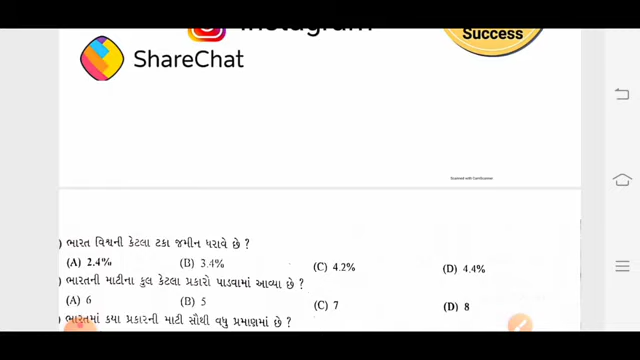 Instagram
Success
ShareChat
Scanned with CamScanner
) ભારત વિશ્વની કેટલા ટકા જમીન ધરાવે છે ?
(A) 2.4% (B) 3.4% (C) 4.2% (D) 4.4%
) ભારતની માટીના કુલ કેટલા પ્રકારો પાડવામાં આવ્યા છે ?
(A) 6 (B) 5 (C) 7 (D) 8
) ભારતમાં કયા પ્રકારની માટી સૌથી વધુ પ્રમાણમાં છે ?